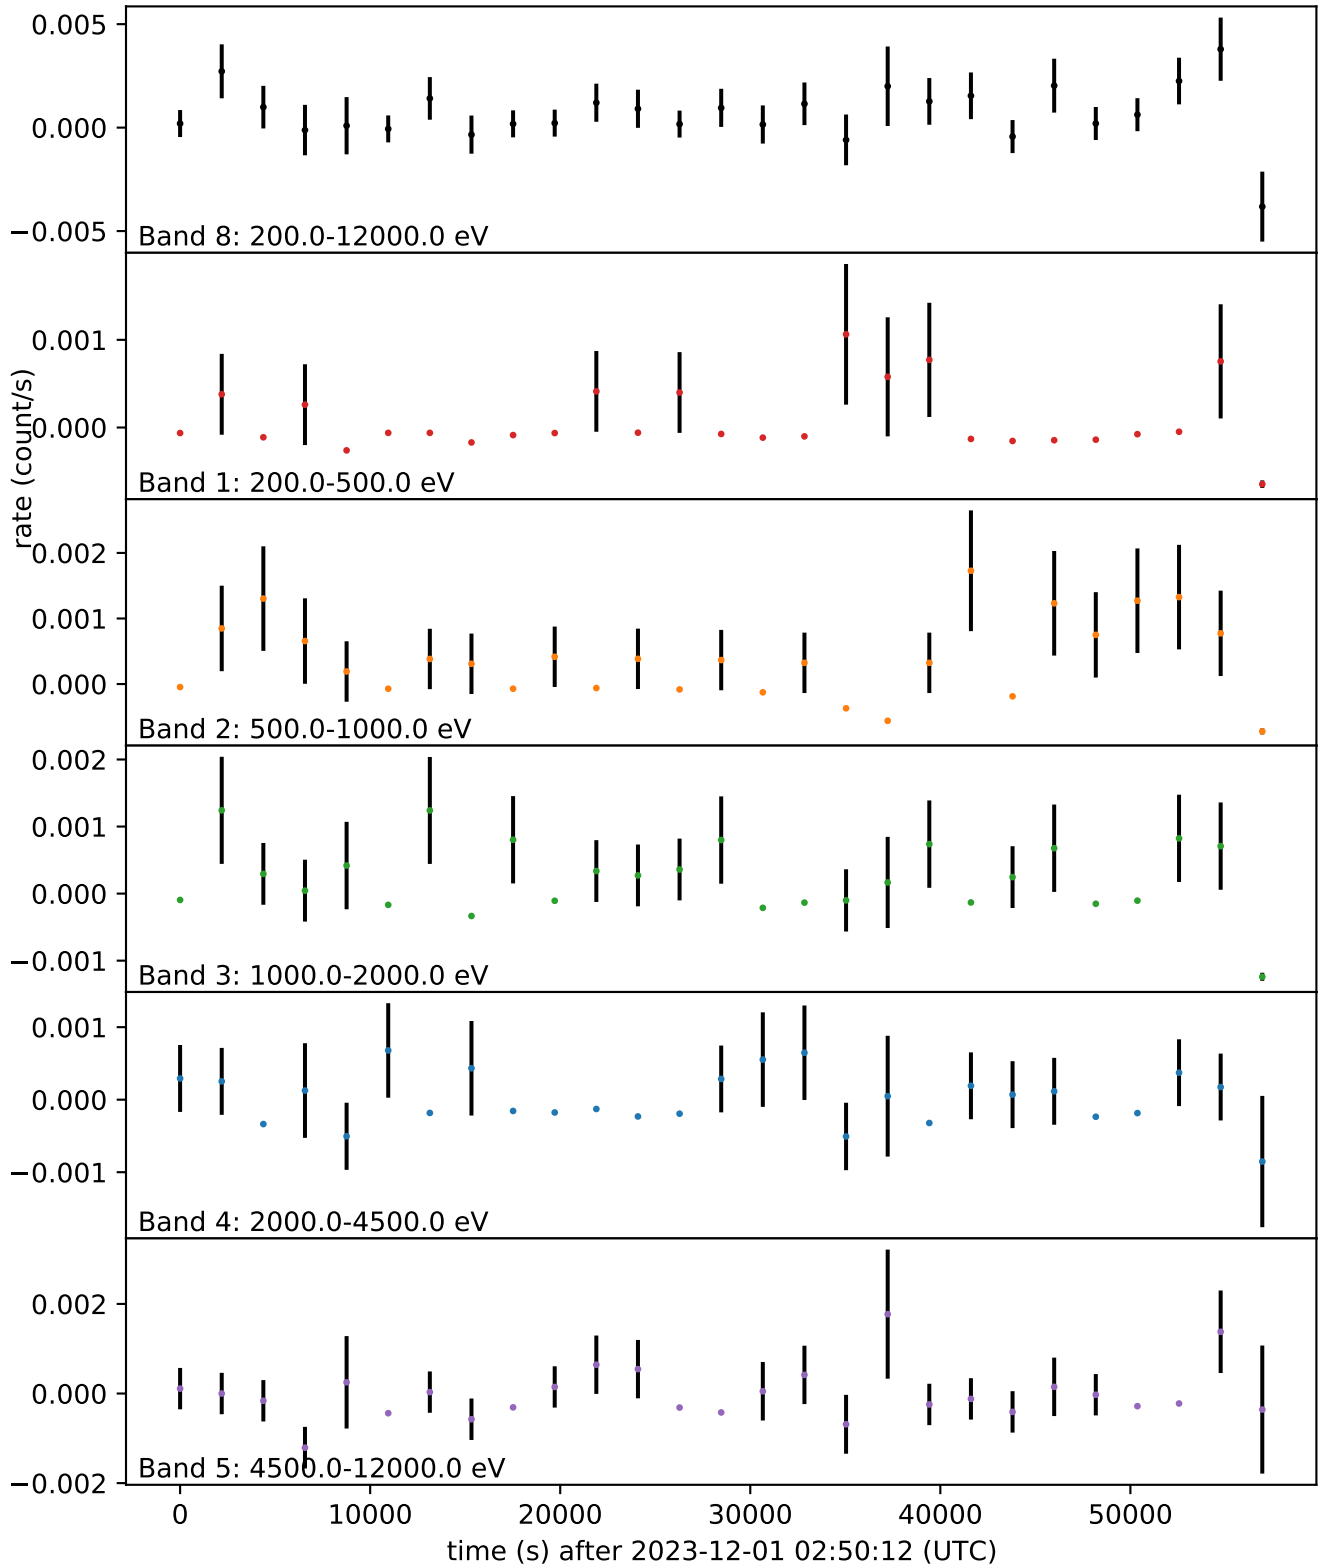 0.005
0.000
−0.005
Band 8: 200.0-12000.0 eV
0.001
0.000
Band 1: 200.0-500.0 eV
rate (count/s)
0.002
0.001
0.000
Band 2: 500.0-1000.0 eV
0.002
0.001
0.000
−0.001
Band 3: 1000.0-2000.0 eV
0.001
0.000
−0.001
Band 4: 2000.0-4500.0 eV
0.002
0.000
−0.002
Band 5: 4500.0-12000.0 eV
0 10000 20000 30000 40000 50000
time (s) after 2023-12-01 02:50:12 (UTC)